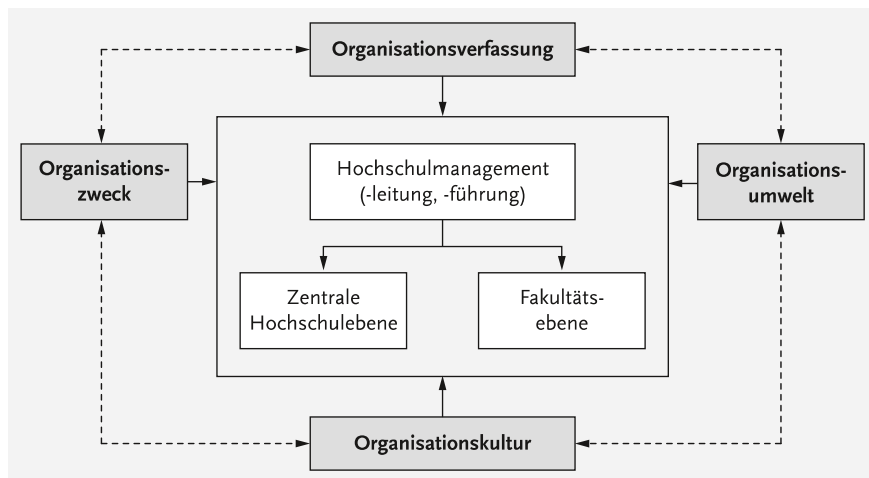 Organisationsverfassung
Organisations-
zweck
Hochschulmanagement
(-leitung, -führung)
Organisations-
umwelt
Zentrale
Hochschulebene
Fakultäts-
ebene
Organisationskultur